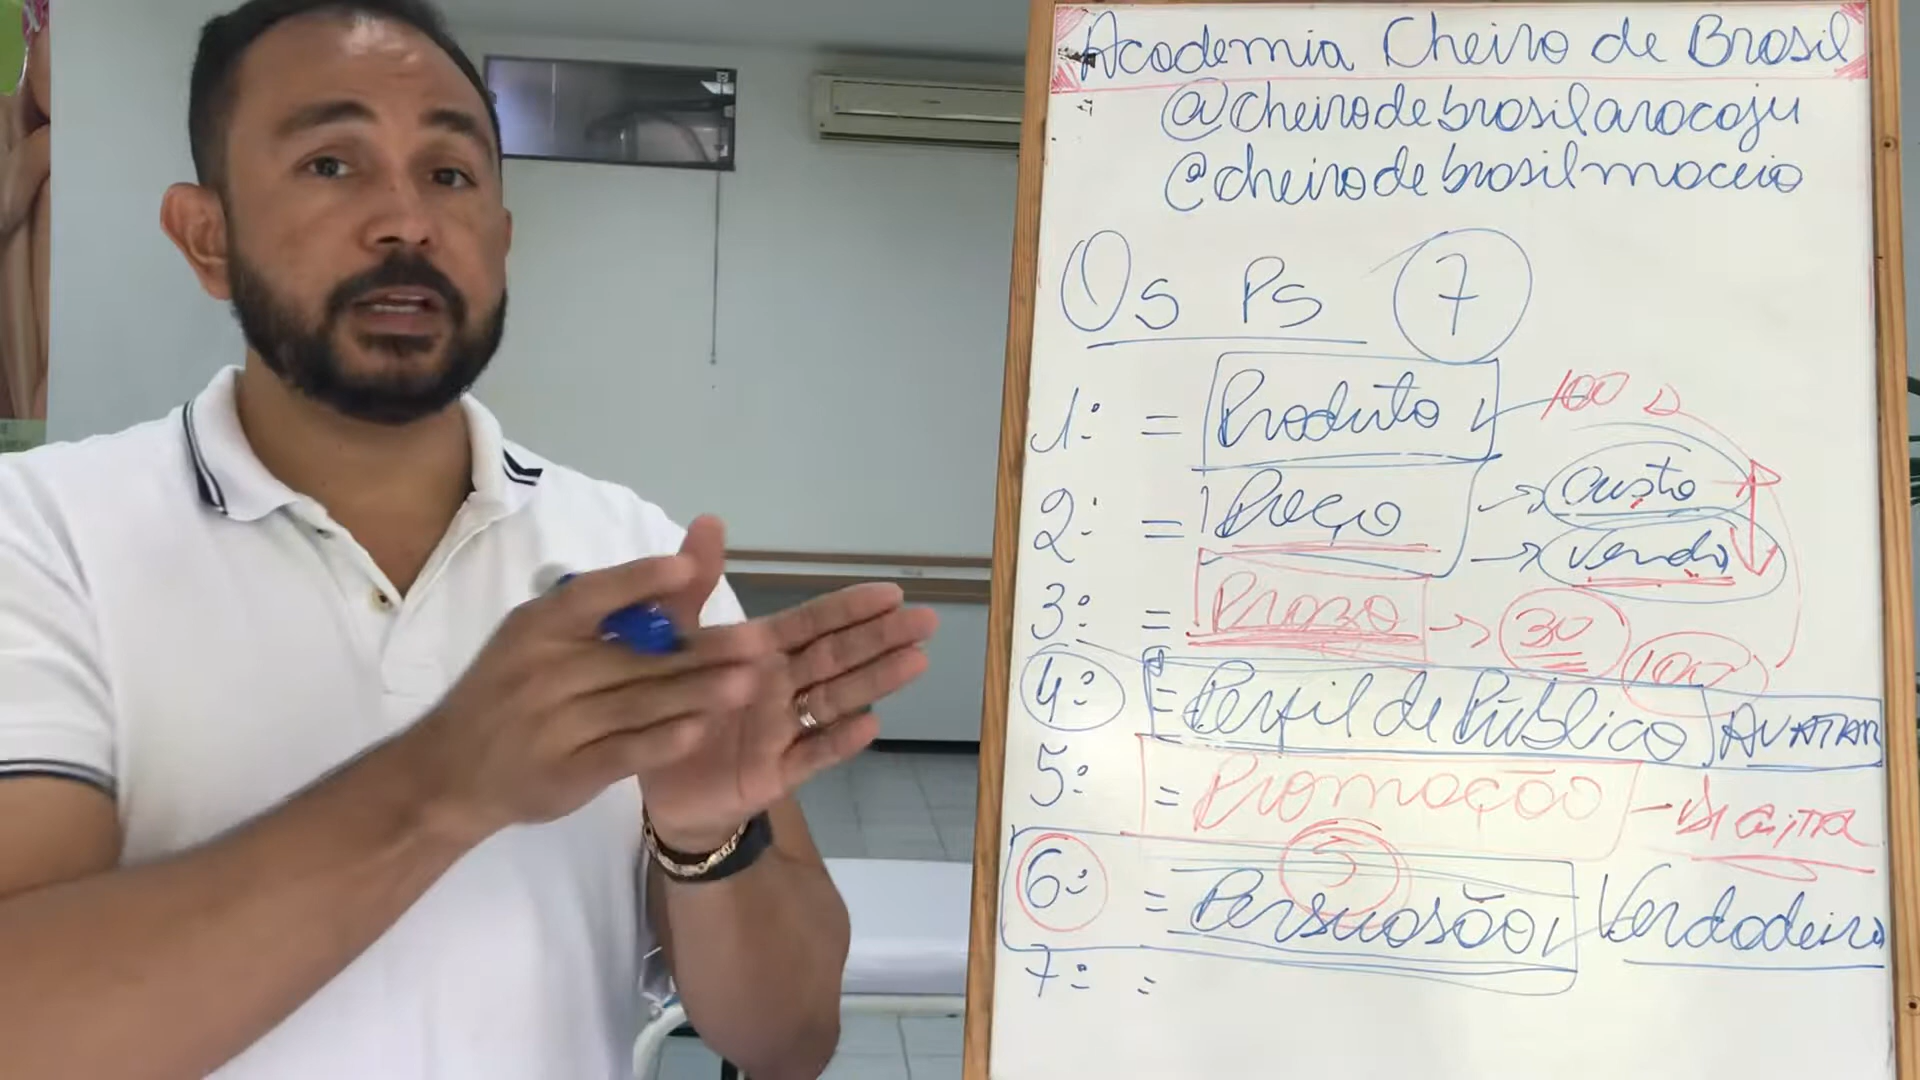 Academia Cheiro de Brasil
@cheirodebrasilaracaju
@cheirodebrasilmaceio
Os Ps 7
1º = Produto 100
2º = Preço → custo
→ Venda
3º = Prazo → 30 100
4º = Perfil de Público AVATAR
5º = Promoção - DIGITAL
6º = Persuasão Verdadeira
7º =